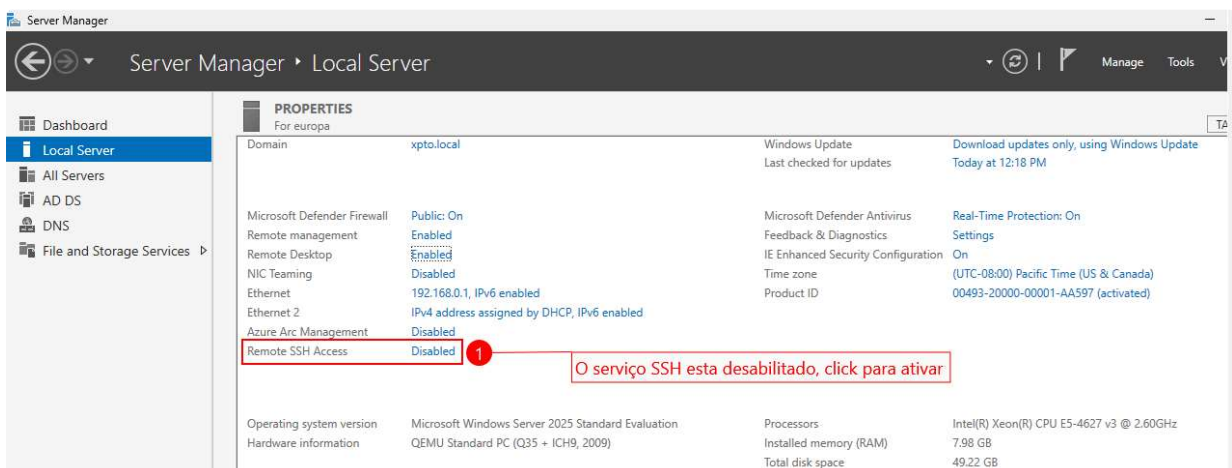 Server Manager
Server Manager • Local Server
Manage Tools
PROPERTIES
For europa
Dashboard
Local Server
All Servers
AD DS
DNS
File and Storage Services
Domain xpto.local Windows Update Download updates only, using Windows Update
Last checked for updates Today at 12:18 PM
Microsoft Defender Firewall Public: On Microsoft Defender Antivirus Real-Time Protection: On
Remote management Enabled Feedback & Diagnostics Settings
Remote Desktop Enabled IE Enhanced Security Configuration On
NIC Teaming Disabled Time zone (UTC-08:00) Pacific Time (US & Canada)
Ethernet 192.168.0.1, IPv6 enabled Product ID 00493-20000-00001-AA597 (activated)
Ethernet 2 IPv4 address assigned by DHCP, IPv6 enabled
Azure Arc Management Disabled
Remote SSH Access Disabled 1
O serviço SSH esta desabilitado, click para ativar
Operating system version Microsoft Windows Server 2025 Standard Evaluation Processors Intel(R) Xeon(R) CPU E5-4627 v3 @ 2.60GHz
Hardware information QEMU Standard PC (Q35 + ICH9, 2009) Installed memory (RAM) 7.98 GB
Total disk space 49.22 GB